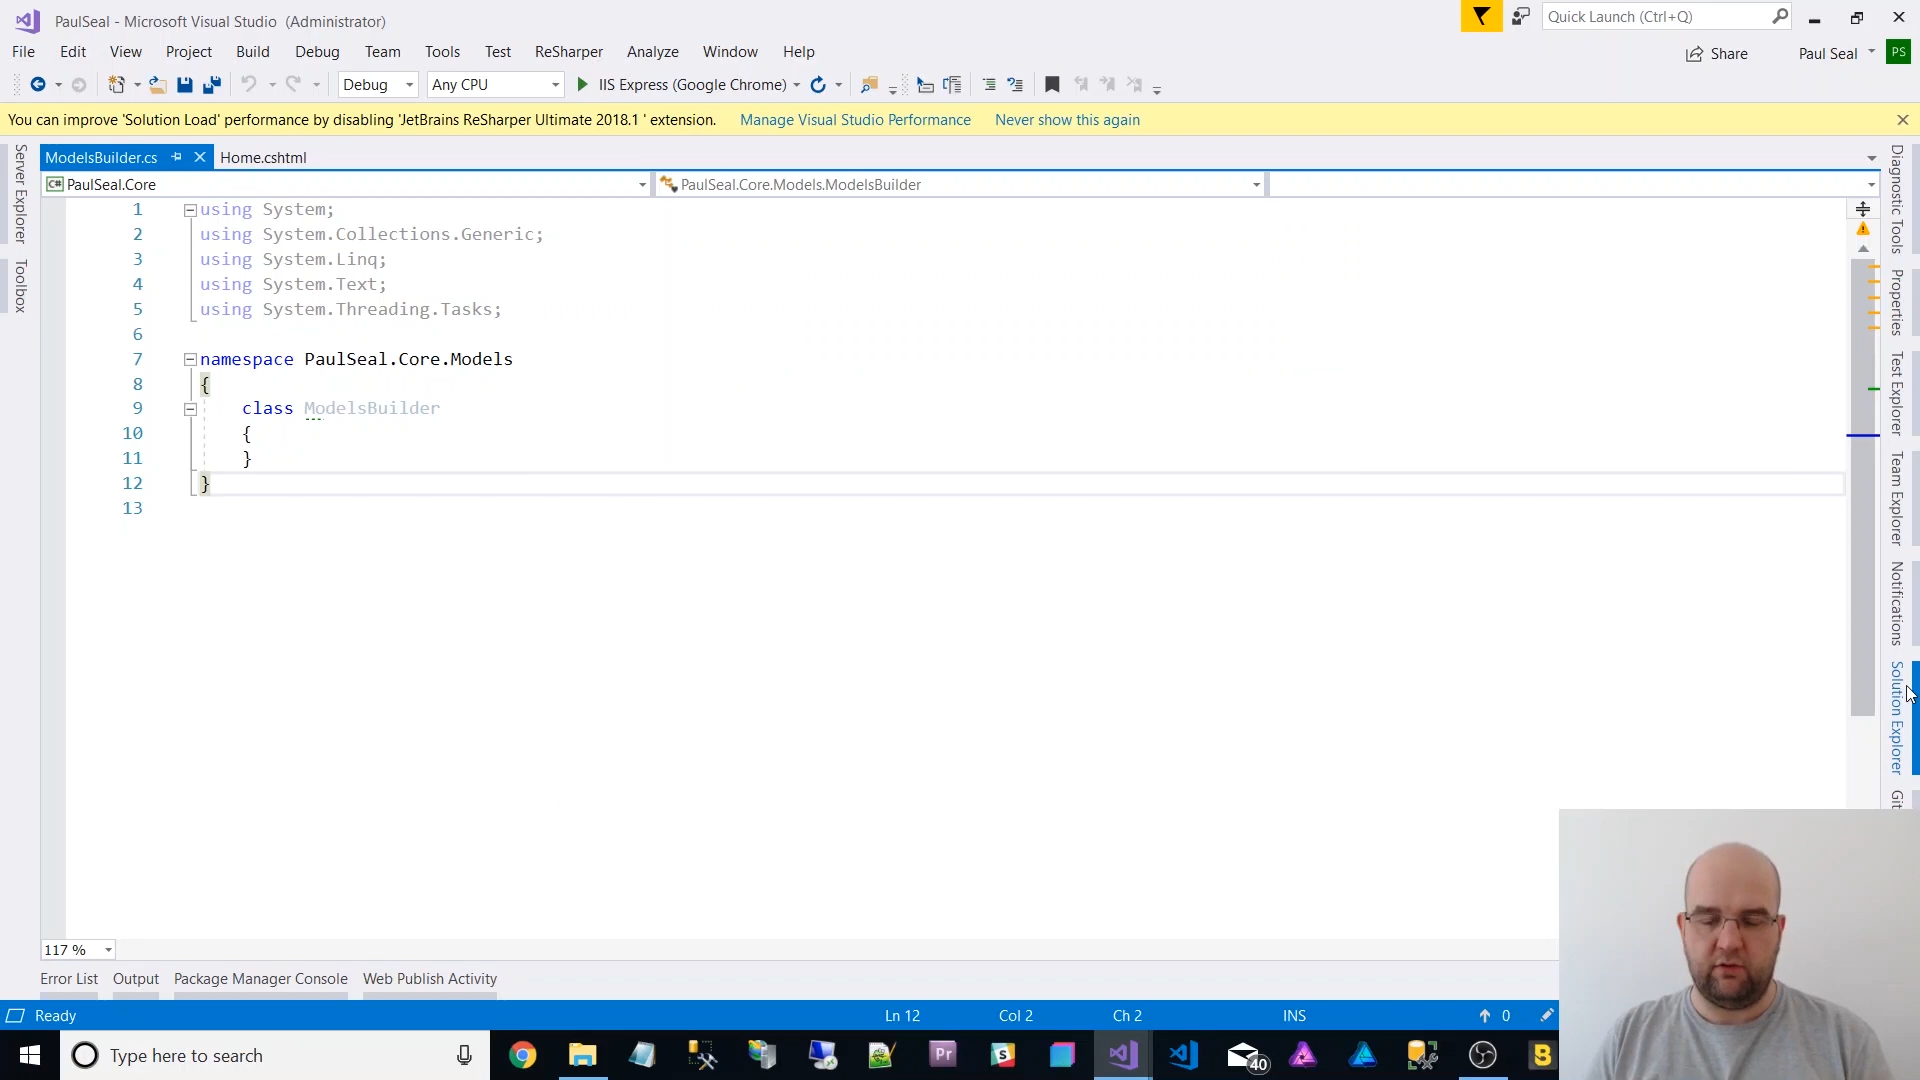 PaulSeal - Microsoft Visual Studio (Administrator)
Quick Launch (Ctrl+Q)
File Edit View Project Build Debug Team Tools Test ReSharper Analyze Window Help
Share
Paul Seal
PS
Debug
Any CPU
IIS Express (Google Chrome)
You can improve 'Solution Load' performance by disabling 'JetBrains ReSharper Ultimate 2018.1 ' extension. Manage Visual Studio Performance Never show this again
Server Explorer
Toolbox
ModelsBuilder.cs
Home.cshtml
C# PaulSeal.Core
PaulSeal.Core.Models.ModelsBuilder
1 using System;
2 using System.Collections.Generic;
3 using System.Linq;
4 using System.Text;
5 using System.Threading.Tasks;
6
7 namespace PaulSeal.Core.Models
8 {
9 class ModelsBuilder
10 {
11 }
12 }
13
Diagnostic Tools
Properties
Test Explorer
Team Explorer
Notifications
Solution Explorer
Git
117 %
Error List Output Package Manager Console Web Publish Activity
Ready
Ln 12 Col 2 Ch 2 INS
0
Type here to search
Pr
S
40
B